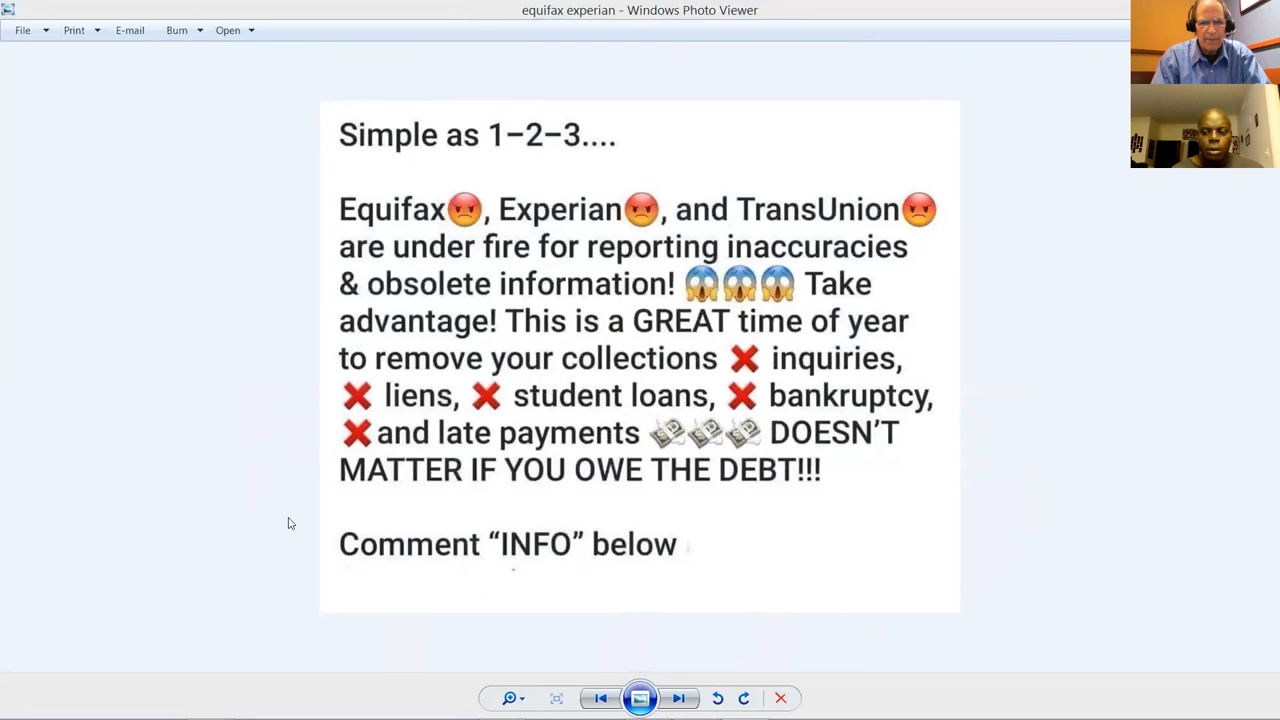 equifax experian - Windows Photo Viewer
File Print E-mail Burn Open
Simple as 1–2–3....
Equifax😡, Experian😡, and TransUnion😡
are under fire for reporting inaccuracies
& obsolete information! 😱😱😱 Take
advantage! This is a GREAT time of year
to remove your collections ❌ inquiries,
❌ liens, ❌ student loans, ❌ bankruptcy,
❌and late payments 💸💸💸 DOESN’T
MATTER IF YOU OWE THE DEBT!!!
Comment “INFO” below